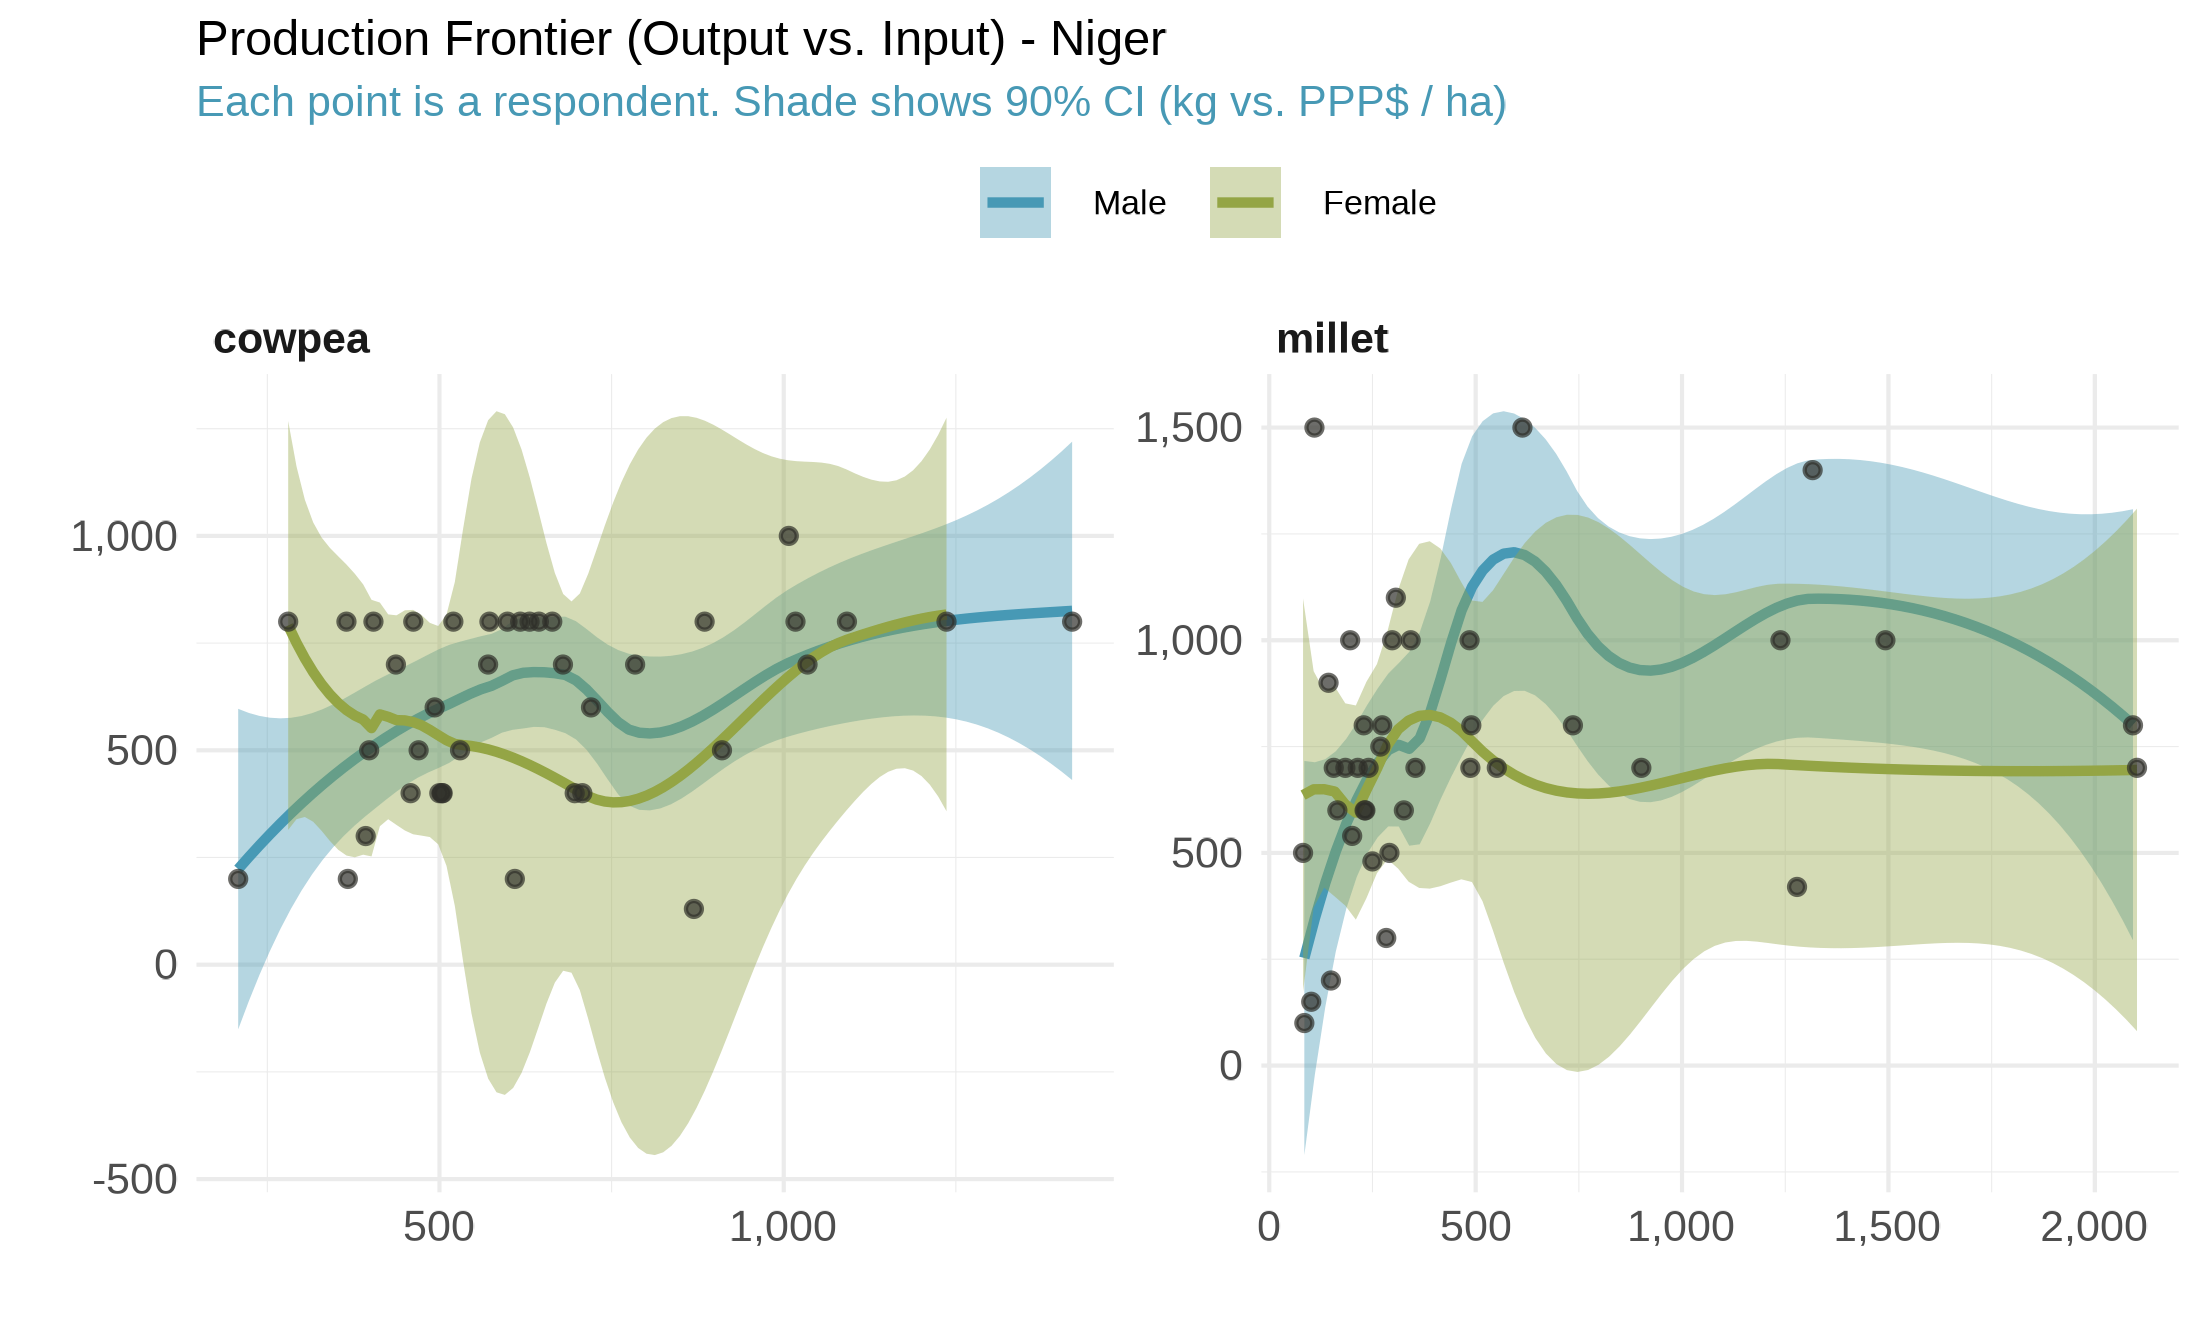 Production Frontier (Output vs. Input) - Niger
Each point is a respondent. Shade shows 90% CI (kg vs. PPP$ / ha)
Male Female
cowpea
1,000
500
0
-500
500 1,000
millet
1,500
1,000
500
0
0 500 1,000 1,500 2,000